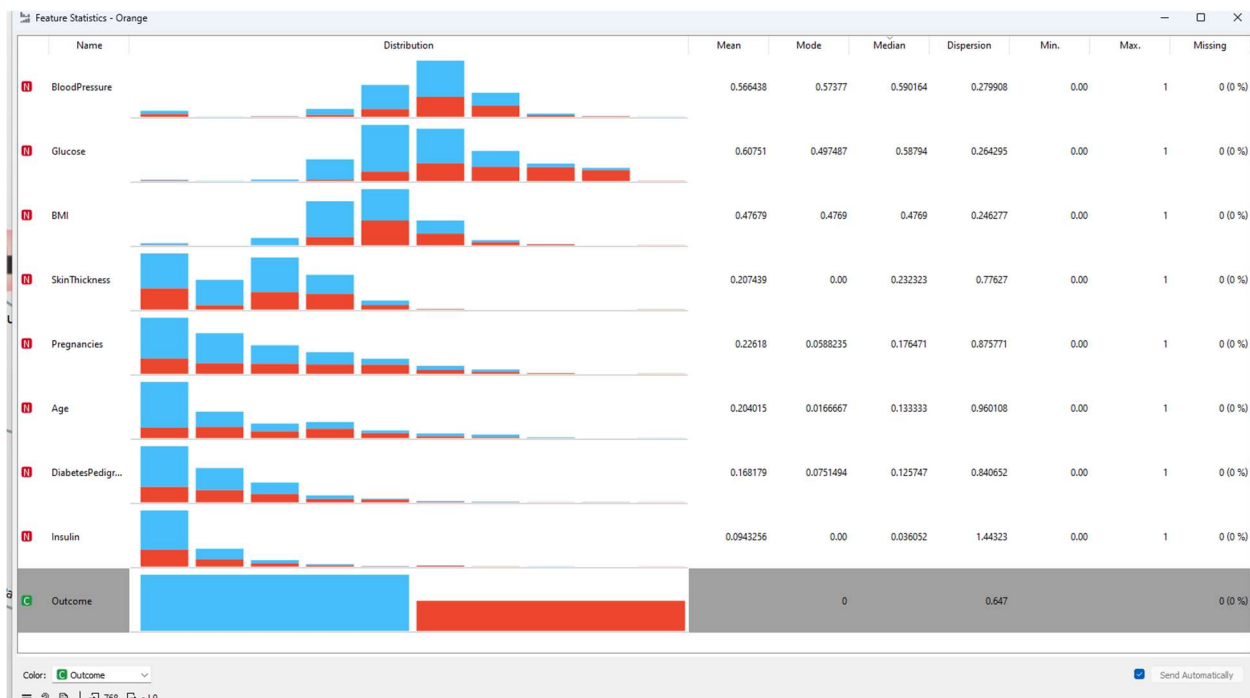 Feature Statistics - Orange
Name Distribution Mean Mode Median Dispersion Min. Max. Missing
N BloodPressure 0.566438 0.57377 0.590164 0.279908 0.00 1 0 (0 %)
N Glucose 0.60751 0.497487 0.58794 0.264295 0.00 1 0 (0 %)
N BMI 0.47679 0.4769 0.4769 0.246277 0.00 1 0 (0 %)
N SkinThickness 0.207439 0.00 0.232323 0.77627 0.00 1 0 (0 %)
N Pregnancies 0.22618 0.0588235 0.176471 0.875771 0.00 1 0 (0 %)
N Age 0.204015 0.0166667 0.133333 0.960108 0.00 1 0 (0 %)
N DiabetesPedigr... 0.168179 0.0751494 0.125747 0.840652 0.00 1 0 (0 %)
N Insulin 0.0943256 0.00 0.036052 1.44323 0.00 1 0 (0 %)
C Outcome 0 0.647 0 (0 %)
Color: C Outcome Send Automatically
768